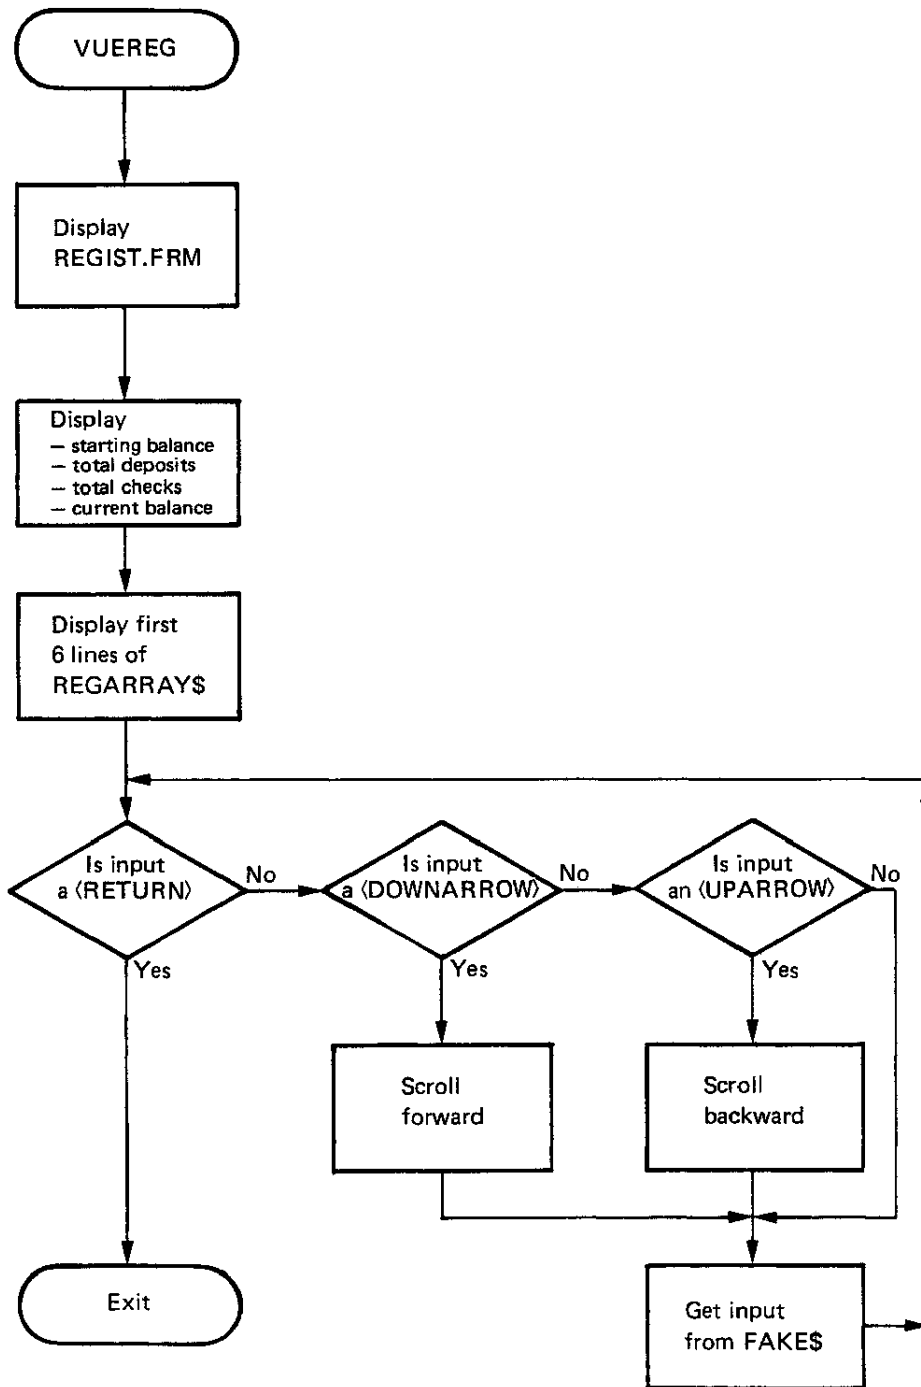 VUEREG
Display
REGIST.FRM
Display
– starting balance
– total deposits
– total checks
– current balance
Display first
6 lines of
REGARRAY$
Is input
a ⟨RETURN⟩
No
Yes
Is input
a ⟨DOWNARROW⟩
No
Yes
Is input
an ⟨UPARROW⟩
No
Yes
Scroll
forward
Scroll
backward
Exit
Get input
from FAKE$